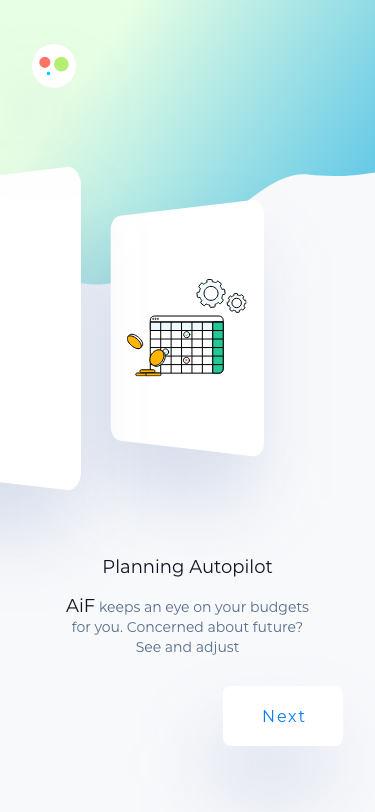 Planning Autopilot
AiF keeps an eye on your budgets
for you. Concerned about future?
See and adjust
Next